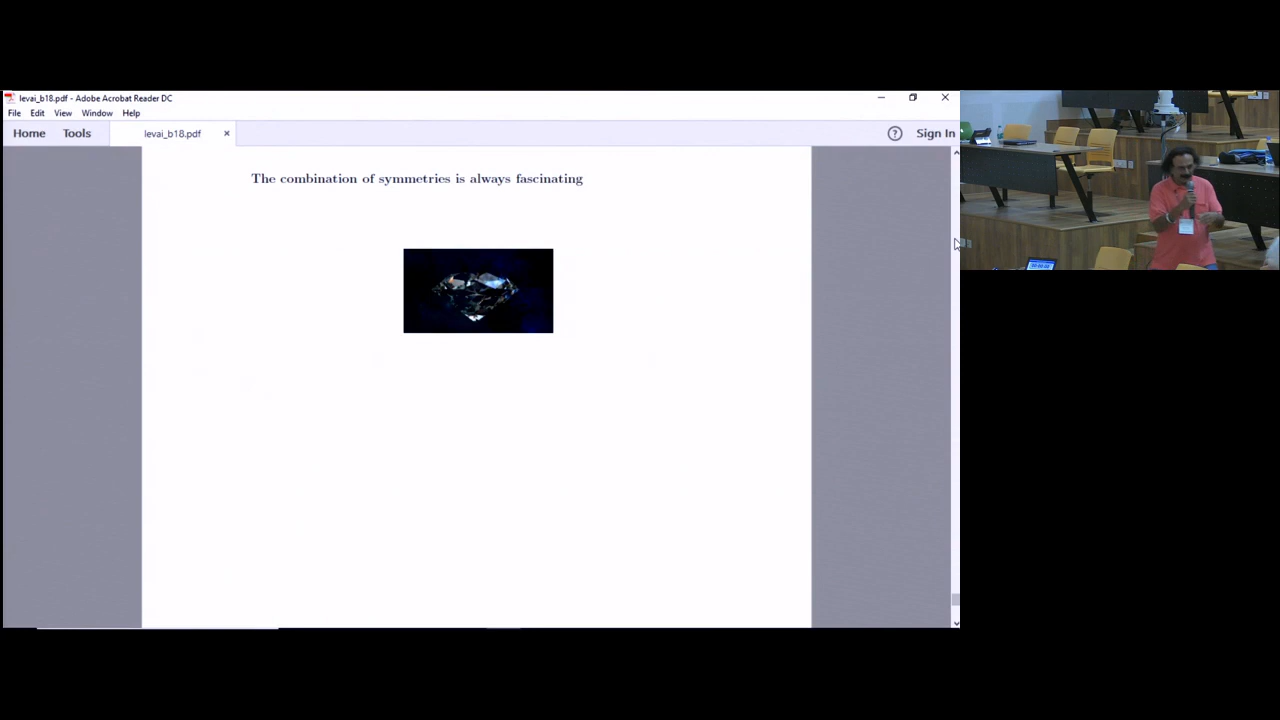 levai_b18.pdf - Adobe Acrobat Reader DC
File Edit View Window Help
Home Tools levai_b18.pdf × ? Sign In
The combination of symmetries is always fascinating